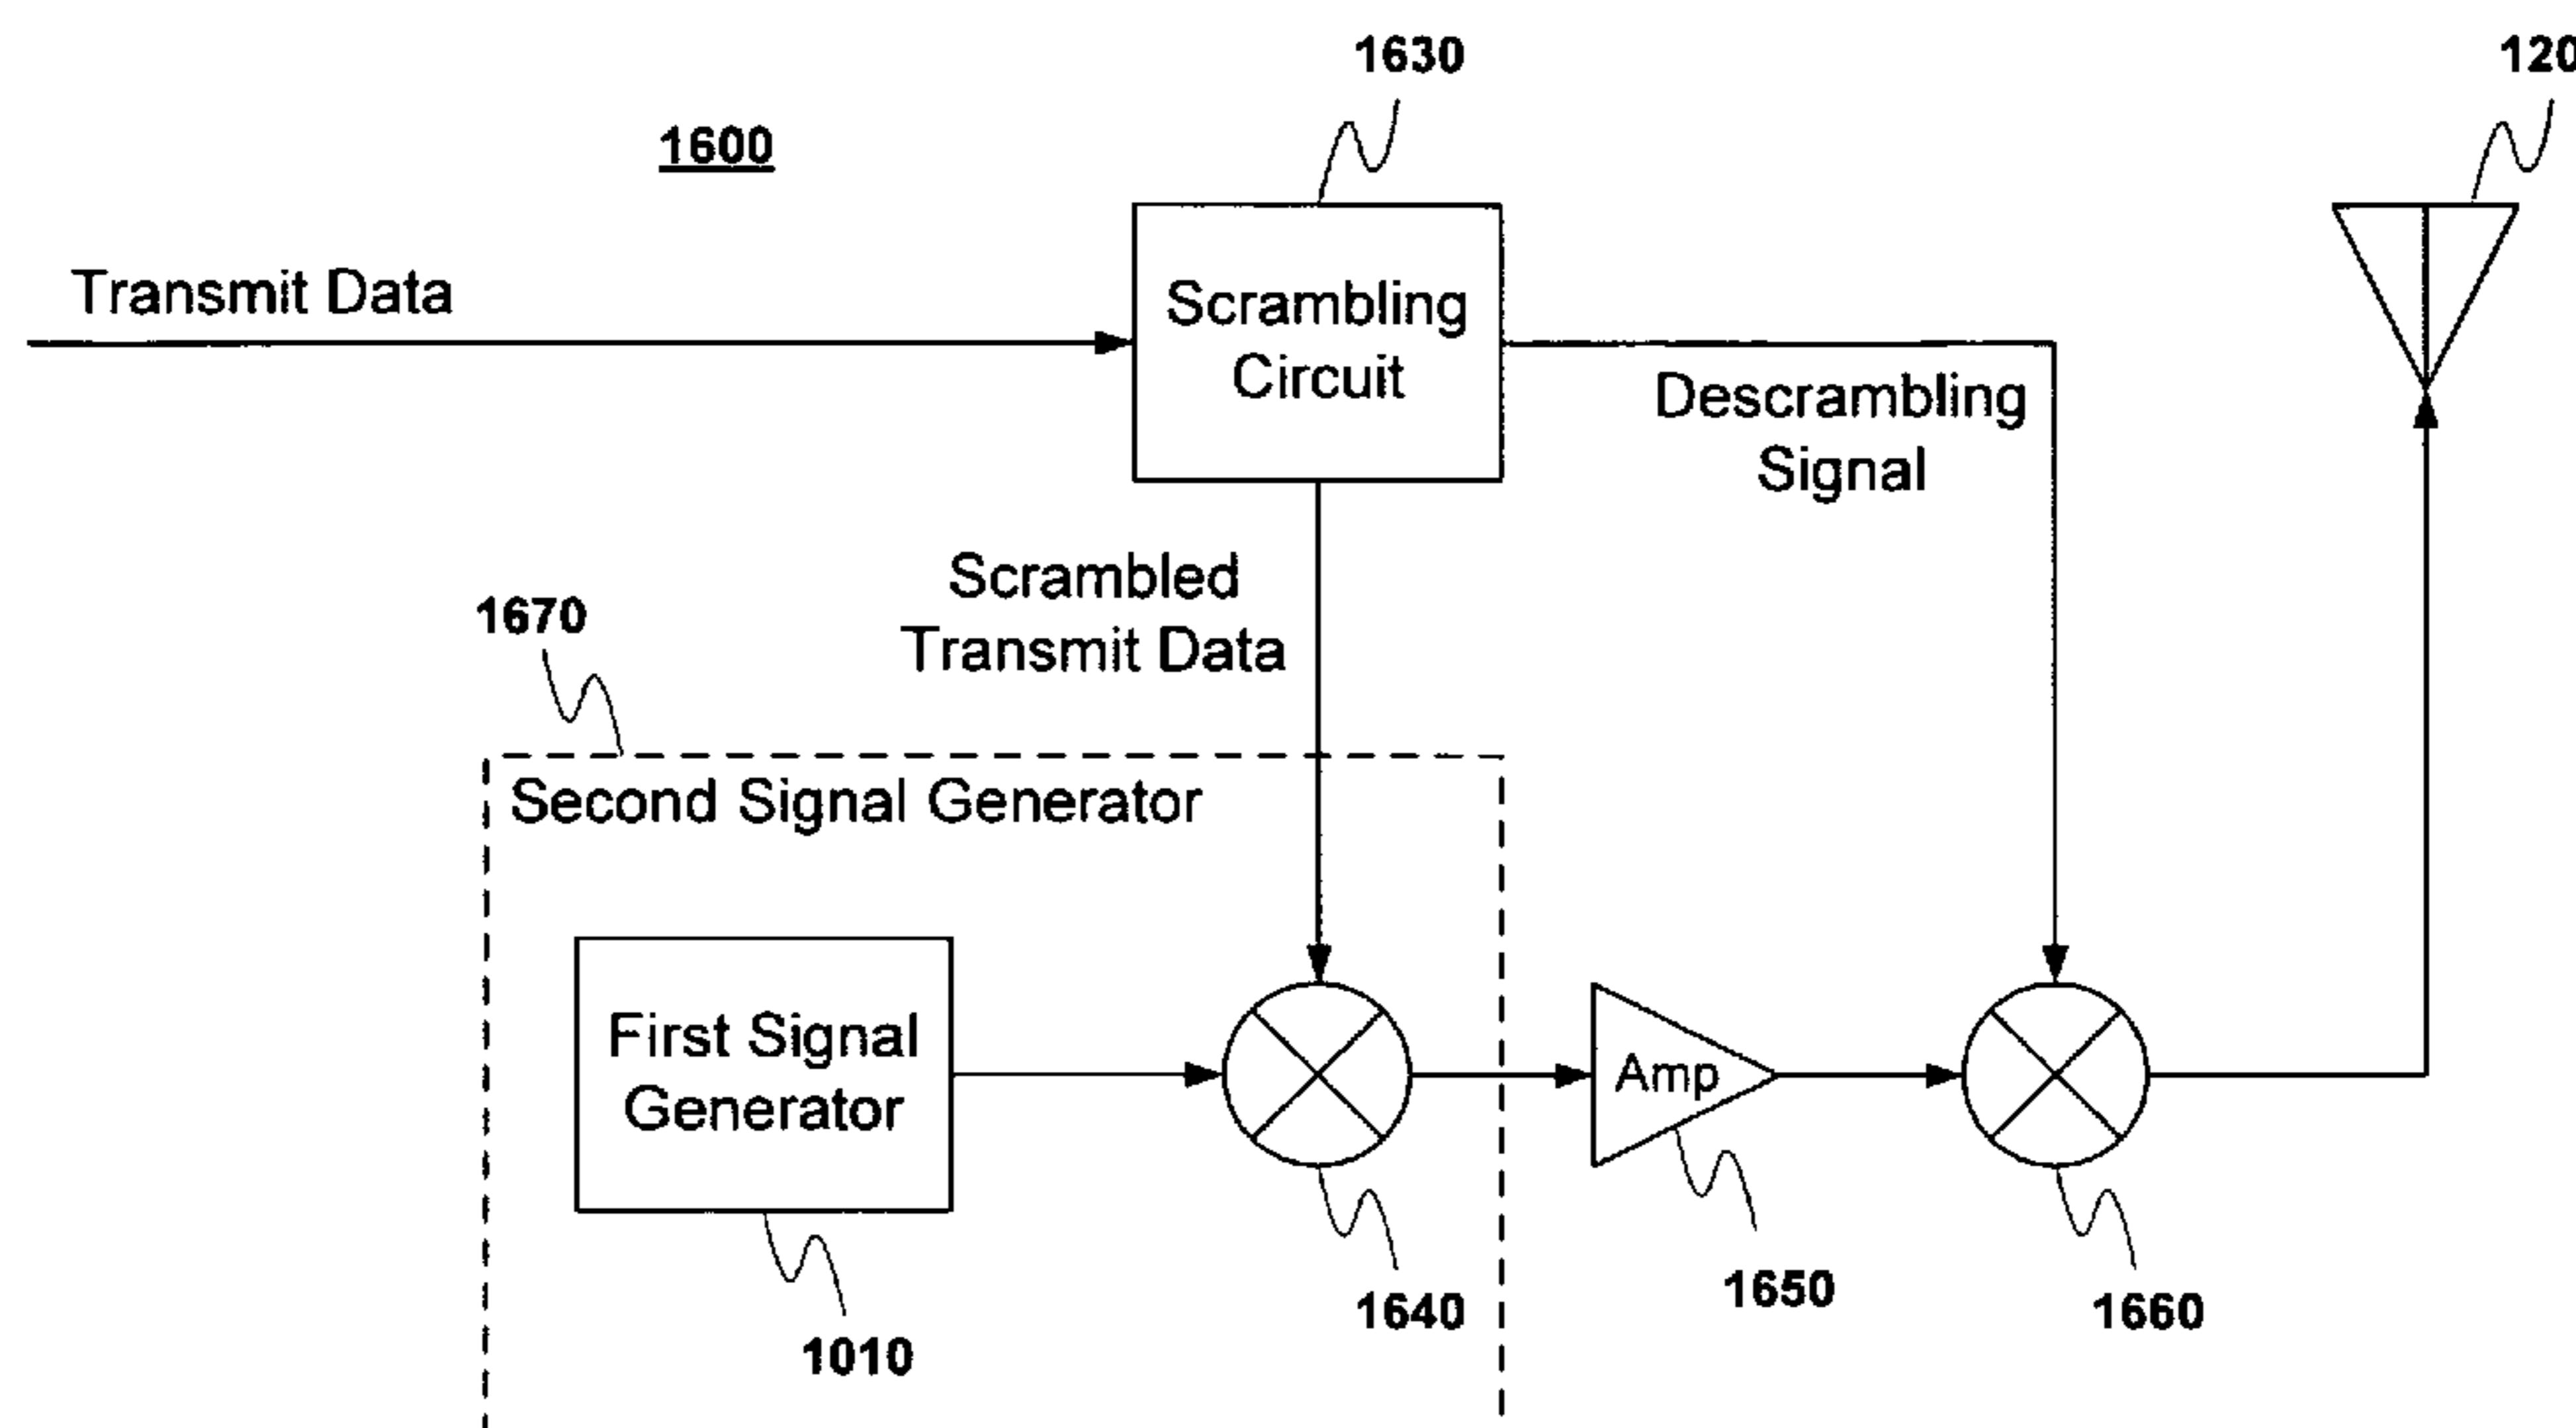 1630
120
1600
Transmit Data
Scrambling
Circuit
Descrambling
Signal
Scrambled
Transmit Data
1670
Second Signal Generator
First Signal
Generator
Amp
1650
1640
1660
1010